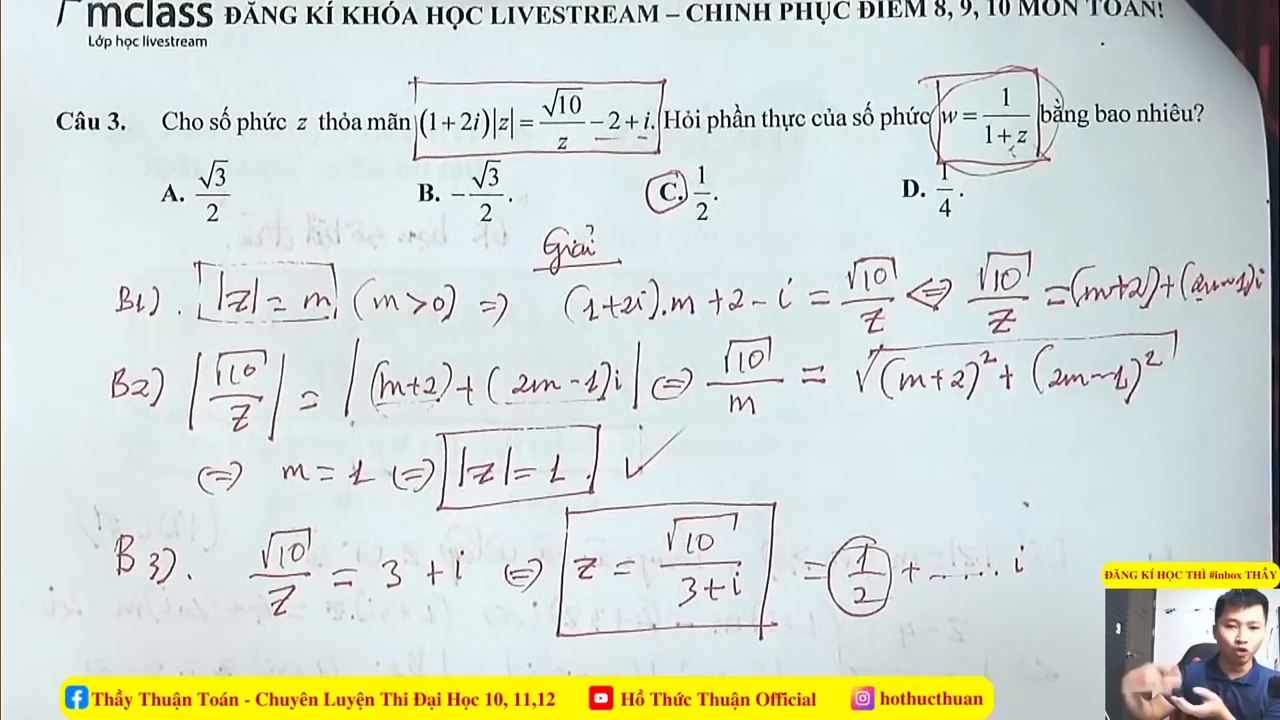 mclass ĐĂNG KÍ KHÓA HỌC LIVESTREAM – CHINH PHỤC ĐIỂM 8, 9, 10 MÔN TOÁN!
Lớp học livestream
Câu 3. Cho số phức z thỏa mãn (1+2i)|z| = √10/z − 2 + i. Hỏi phần thực của số phức w = 1/(1+z) bằng bao nhiêu?
A. √3/2 B. −√3/2. C. 1/2. D. 1/4.
Giải
B1). |z| = m (m>0) => (1+2i).m + 2 - i = √10/z <=> √10/z = (m+2) + (2m-1)i
B2) |√10/z| = |(m+2) + (2m-1)i| <=> √10/m = √((m+2)² + (2m-1)²)
<=> m = 1 <=> |z| = 1. ✓
B3). √10/z = 3 + i <=> z = √10/(3+i) = 1/2 + ...... i
ĐĂNG KÍ HỌC THÌ #inbox THẦY
Thầy Thuận Toán - Chuyên Luyện Thi Đại Học 10, 11,12 Hồ Thức Thuận Official hothucthuan